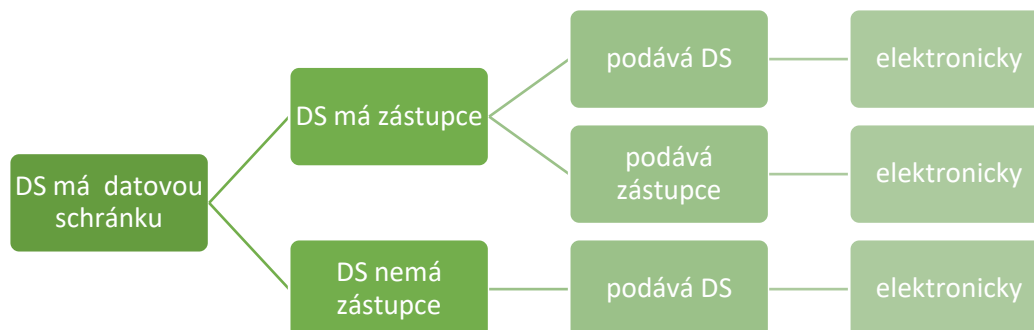 DS má datovou
schránku
DS má zástupce
podává DS
elektronicky
podává
zástupce
elektronicky
DS nemá
zástupce
podává DS
elektronicky